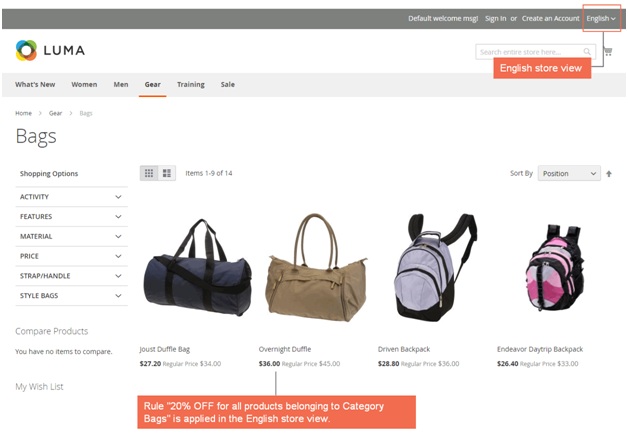 Default welcome msg! Sign In or Create an Account English
LUMA
Search entire store here...
English store view
What's New Women Men Gear Training Sale
Home > Gear > Bags
Bags
Shopping Options
Items 1-9 of 14
Sort By Position
ACTIVITY
FEATURES
MATERIAL
PRICE
STRAP/HANDLE
STYLE BAGS
Compare Products
You have no items to compare.
My Wish List
Joust Duffle Bag
$27.20 Regular Price $34.00
Overnight Duffle
$36.00 Regular Price $45.00
Driven Backpack
$28.80 Regular Price $36.00
Endeavor Daytrip Backpack
$26.40 Regular Price $33.00
Rule "20% OFF for all products belonging to Category
Bags" is applied in the English store view.